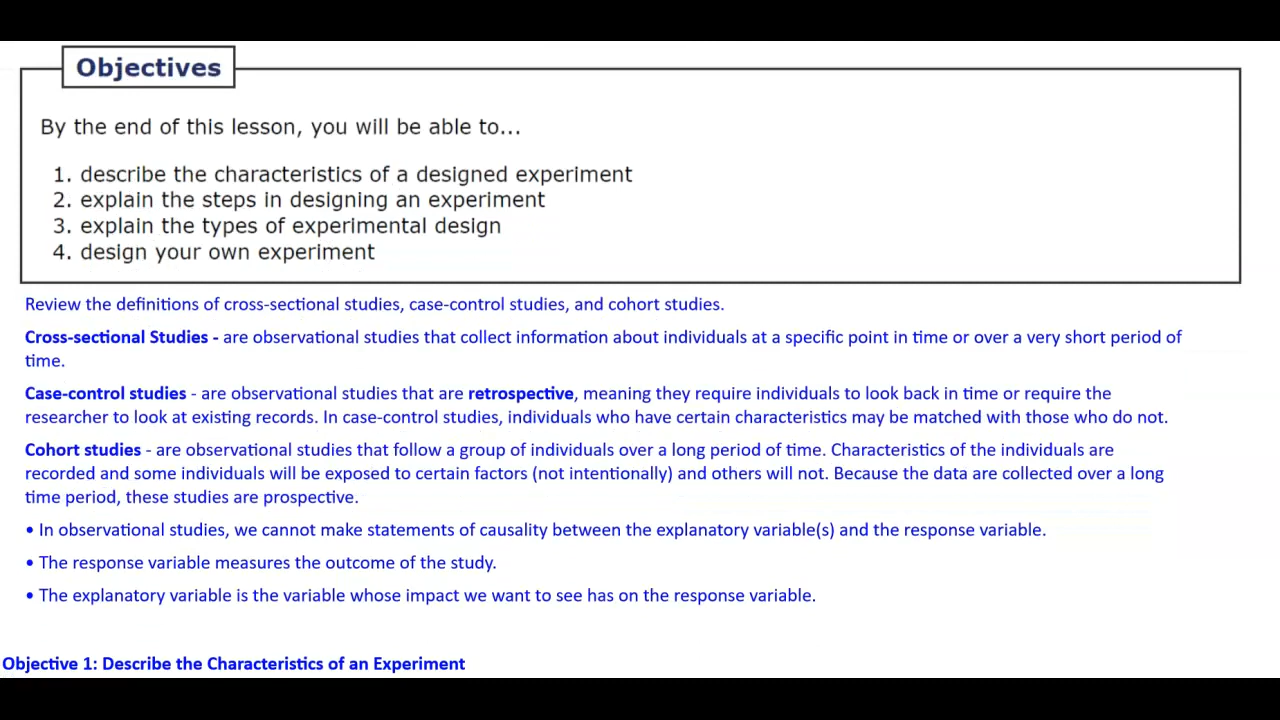 Objectives
By the end of this lesson, you will be able to...
1. describe the characteristics of a designed experiment
2. explain the steps in designing an experiment
3. explain the types of experimental design
4. design your own experiment
Review the definitions of cross-sectional studies, case-control studies, and cohort studies.
Cross-sectional Studies - are observational studies that collect information about individuals at a specific point in time or over a very short period of
time.
Case-control studies - are observational studies that are retrospective, meaning they require individuals to look back in time or require the
researcher to look at existing records. In case-control studies, individuals who have certain characteristics may be matched with those who do not.
Cohort studies - are observational studies that follow a group of individuals over a long period of time. Characteristics of the individuals are
recorded and some individuals will be exposed to certain factors (not intentionally) and others will not. Because the data are collected over a long
time period, these studies are prospective.
• In observational studies, we cannot make statements of causality between the explanatory variable(s) and the response variable.
• The response variable measures the outcome of the study.
• The explanatory variable is the variable whose impact we want to see has on the response variable.
Objective 1: Describe the Characteristics of an Experiment